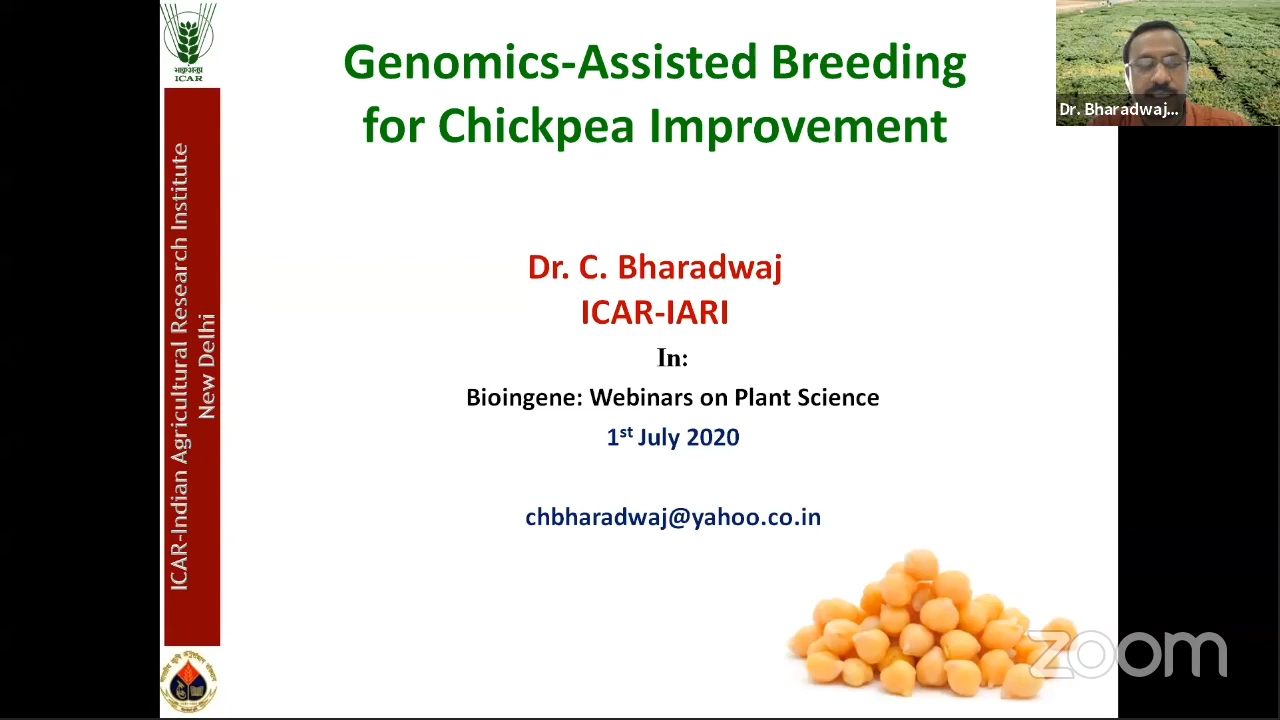 भाकृअनुप
ICAR
ICAR-Indian Agricultural Research Institute
New Delhi
Genomics-Assisted Breeding
for Chickpea Improvement
Dr. C. Bharadwaj
ICAR-IARI
In:
Bioingene: Webinars on Plant Science
1st July 2020
chbharadwaj@yahoo.co.in
Dr. Bharadwaj...
zoom